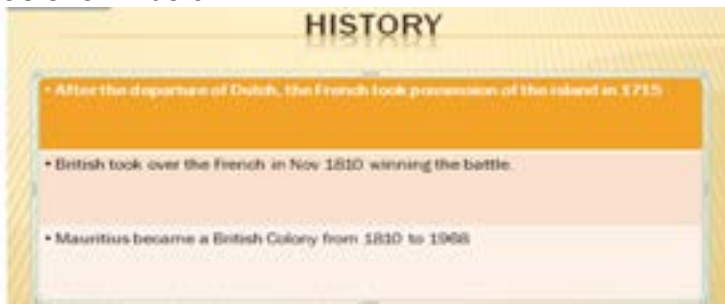 HISTORY
• After the departure of Dutch, the French took possession of the island in 1715
• British took over the French in Nov 1810 winning the battle.
• Mauritius became a British Colony from 1810 to 1968